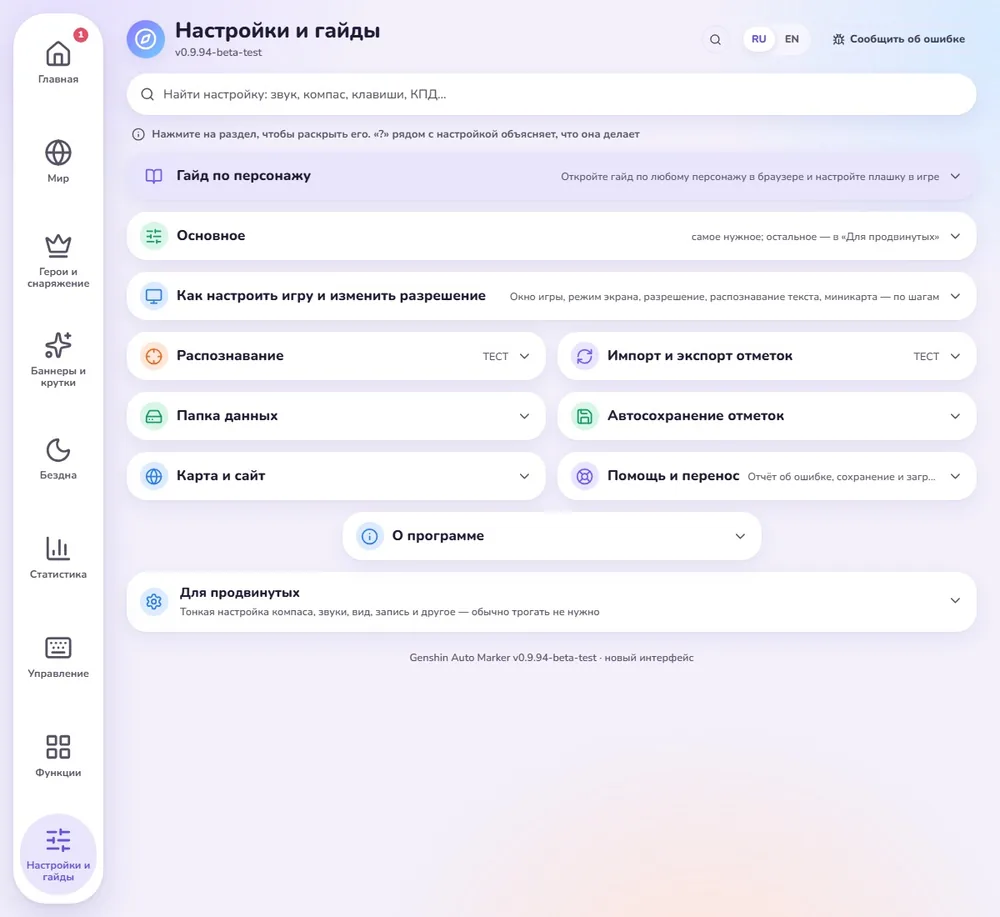 1
Главная
Мир
Герои и
снаряжение
Баннеры и
крутки
Бездна
Статистика
Управление
Функции
Настройки и
гайды
Настройки и гайды
v0.9.94-beta-test
RU
EN
Сообщить об ошибке
Найти настройку: звук, компас, клавиши, КПД...
Нажмите на раздел, чтобы раскрыть его. «?» рядом с настройкой объясняет, что она делает
Гайд по персонажу
Откройте гайд по любому персонажу в браузере и настройте плашку в игре
Основное
самое нужное; остальное — в «Для продвинутых»
Как настроить игру и изменить разрешение
Окно игры, режим экрана, разрешение, распознавание текста, миникарта — по шагам
Распознавание
ТЕСТ
Импорт и экспорт отметок
ТЕСТ
Папка данных
Автосохранение отметок
Карта и сайт
Помощь и перенос
Отчёт об ошибке, сохранение и загр...
О программе
Для продвинутых
Тонкая настройка компаса, звуки, вид, запись и другое — обычно трогать не нужно
Genshin Auto Marker v0.9.94-beta-test · новый интерфейс